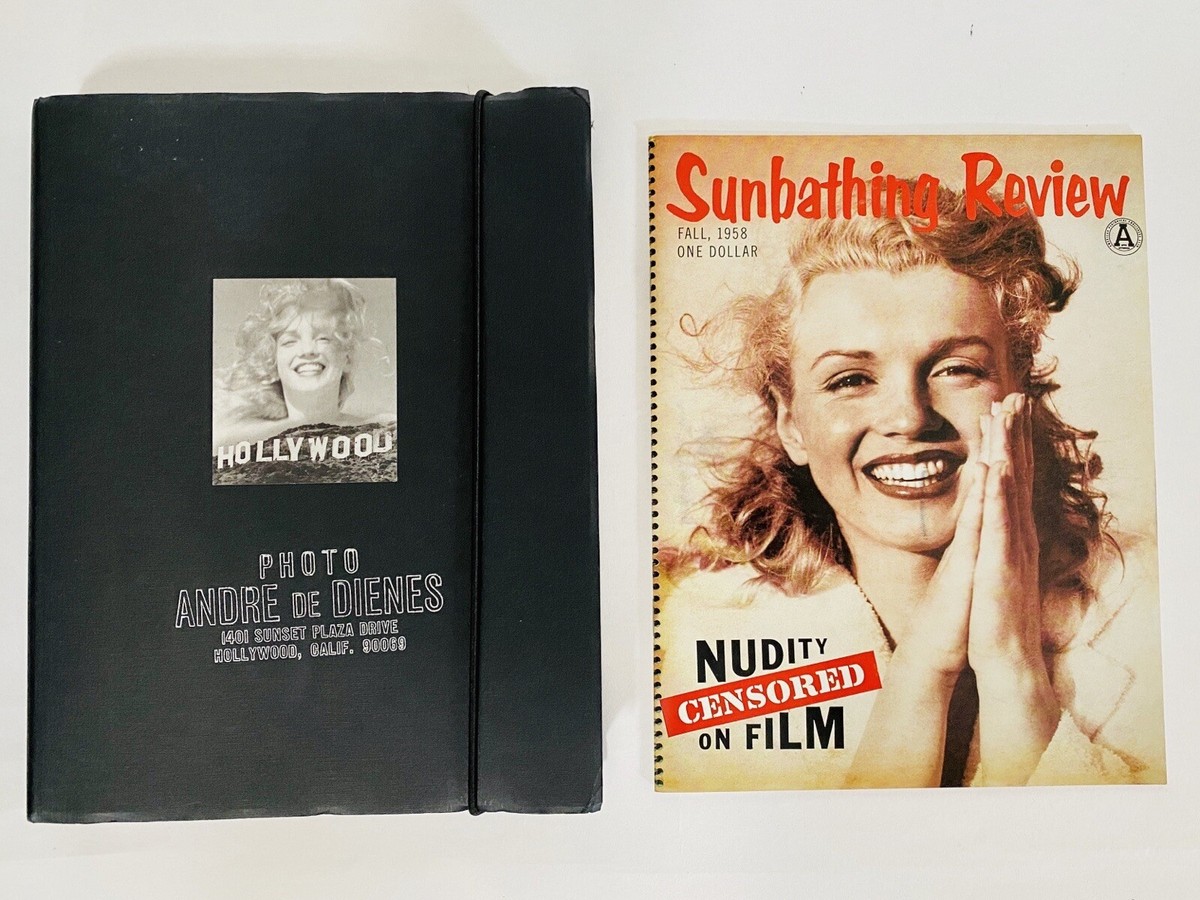 HOLLYWOOD
PHOTO
ANDRE DE DIENES
1401 SUNSET PLAZA DRIVE
HOLLYWOOD, CALIF. 90069
Sunbathing Review
FALL, 1958
ONE DOLLAR
A
NUDITY
CENSORED
ON FILM